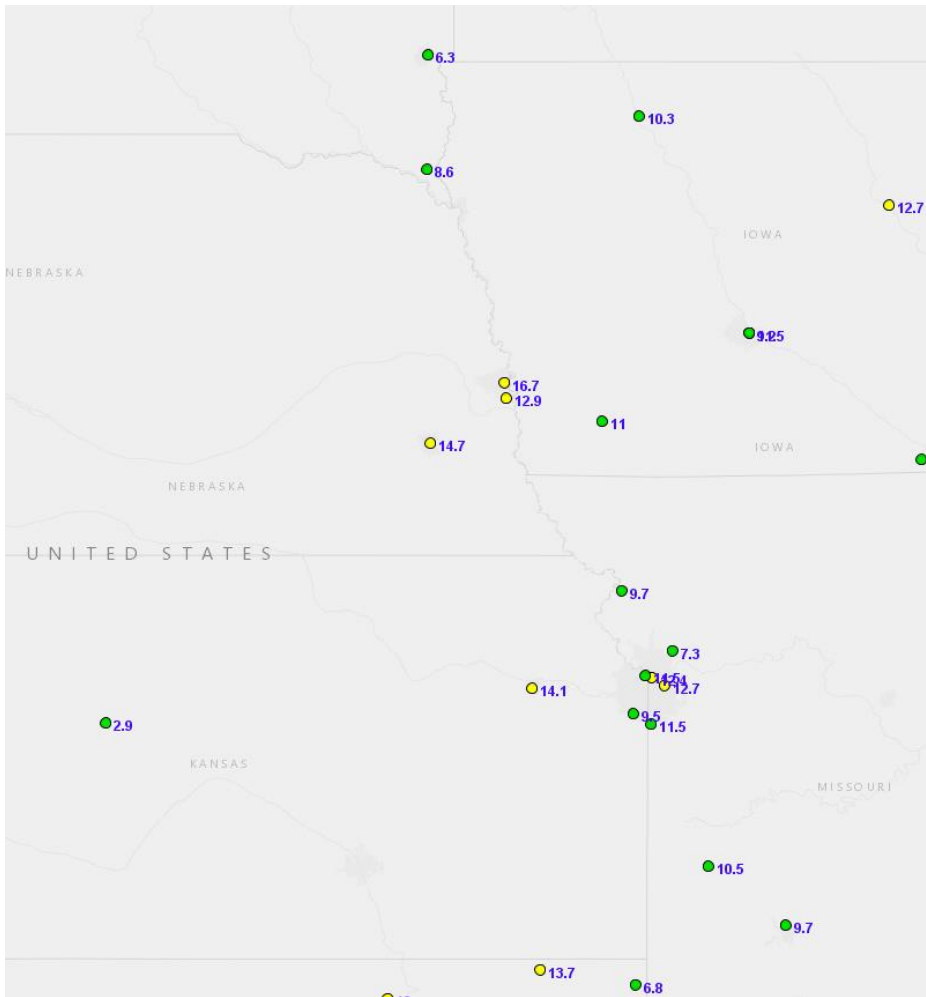 6.3
10.3
8.6
12.7
IOWA
NEBRASKA
16.7
12.9
11
14.7
IOWA
NEBRASKA
UNITED STATES
9.7
7.3
12.7
14.1
9.5
11.5
2.9
KANSAS
MISSOURI
10.5
9.7
13.7
6.8